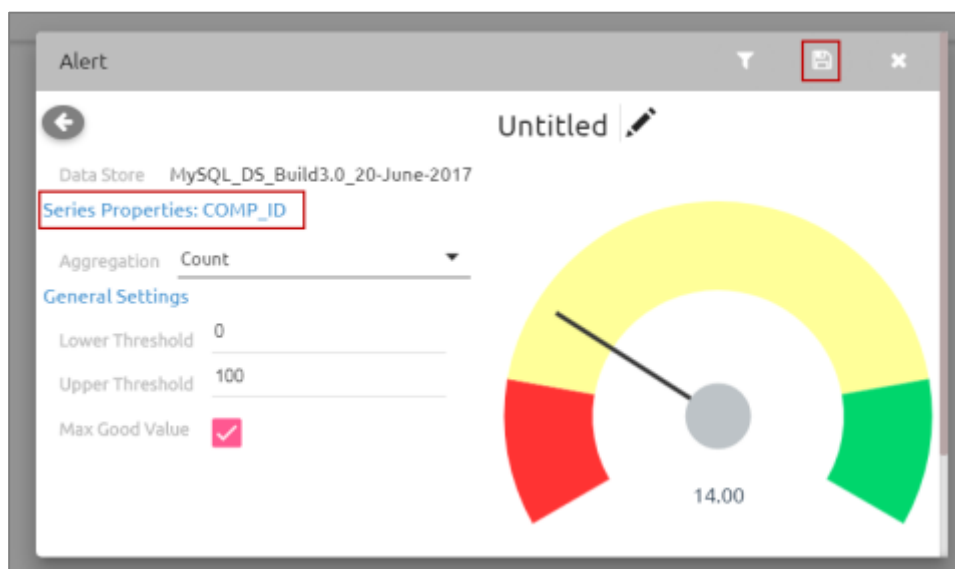 Alert
Untitled
Data Store MySQL_DS_Build3.0_20-June-2017
Series Properties: COMP_ID
Aggregation Count
General Settings
Lower Threshold 0
Upper Threshold 100
Max Good Value
14.00